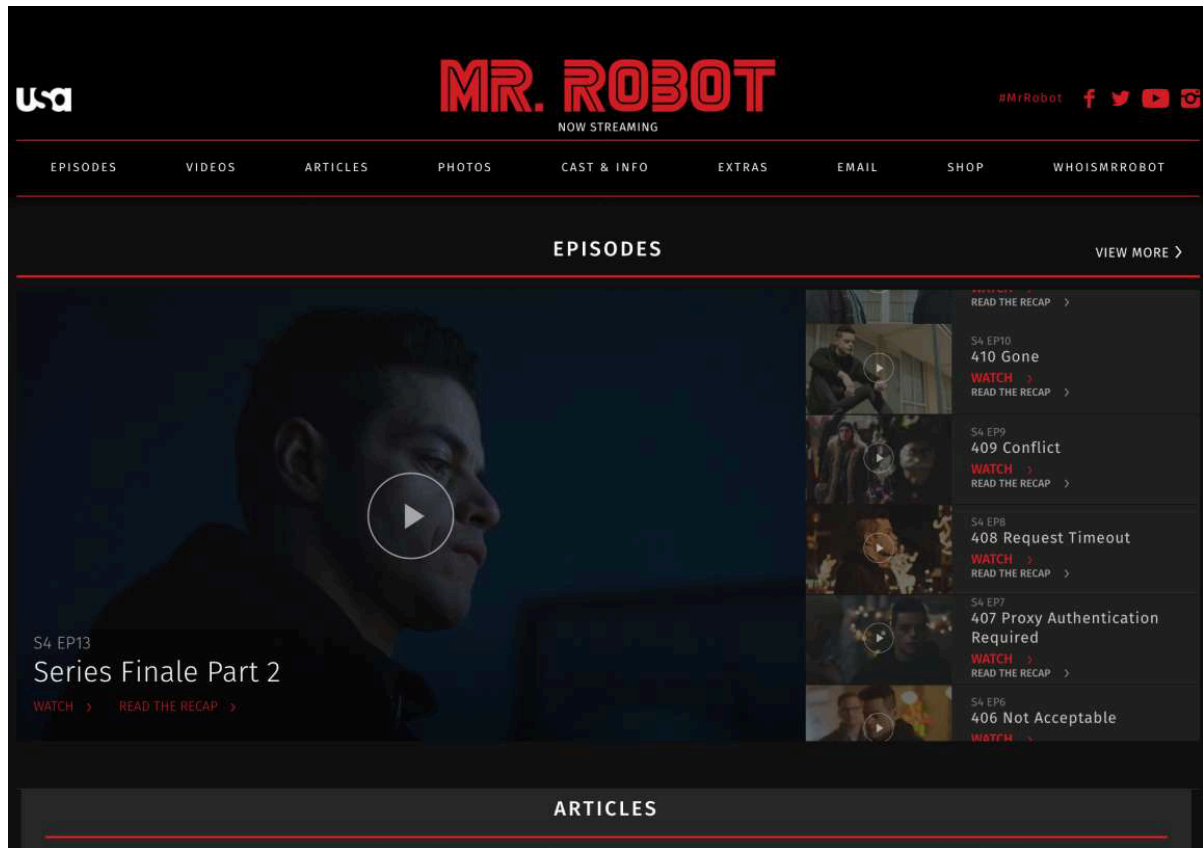 usa
MR. ROBOT
NOW STREAMING
#MrRobot
EPISODES VIDEOS ARTICLES PHOTOS CAST & INFO EXTRAS EMAIL SHOP WHOISMRROBOT
EPISODES
VIEW MORE
S4 EP13
Series Finale Part 2
WATCH READ THE RECAP
WATCH
READ THE RECAP
S4 EP10
410 Gone
WATCH
READ THE RECAP
S4 EP9
409 Conflict
WATCH
READ THE RECAP
S4 EP8
408 Request Timeout
WATCH
READ THE RECAP
S4 EP7
407 Proxy Authentication
Required
WATCH
READ THE RECAP
S4 EP6
406 Not Acceptable
WATCH
ARTICLES